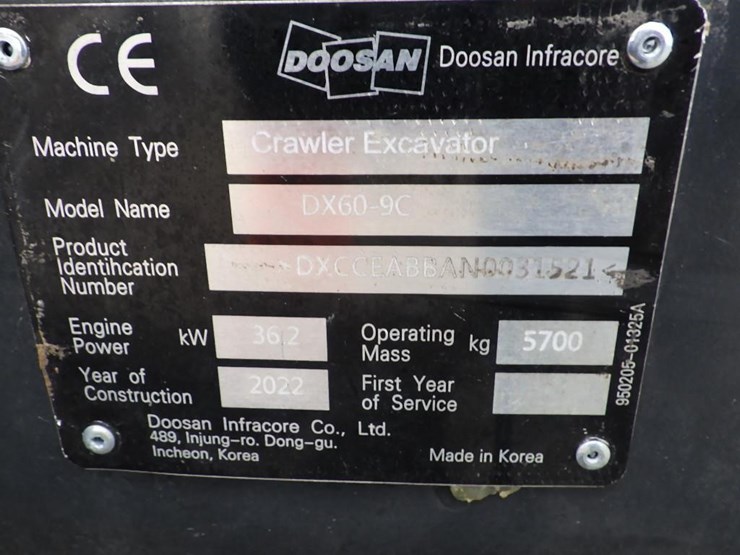 CE
DOOSAN Doosan Infracore
Machine Type Crawler Excavator
Model Name DX60-9C
Product
Identihcation
Number
DXCCEABBAN0031521
Engine
Power kW 36.2
Operating
Mass kg 5700
Year of
Construction 2022
First Year
of Service
Doosan Infracore Co., Ltd.
489, Injung-ro. Dong-gu.
Incheon, Korea
Made in Korea
950205-01325A